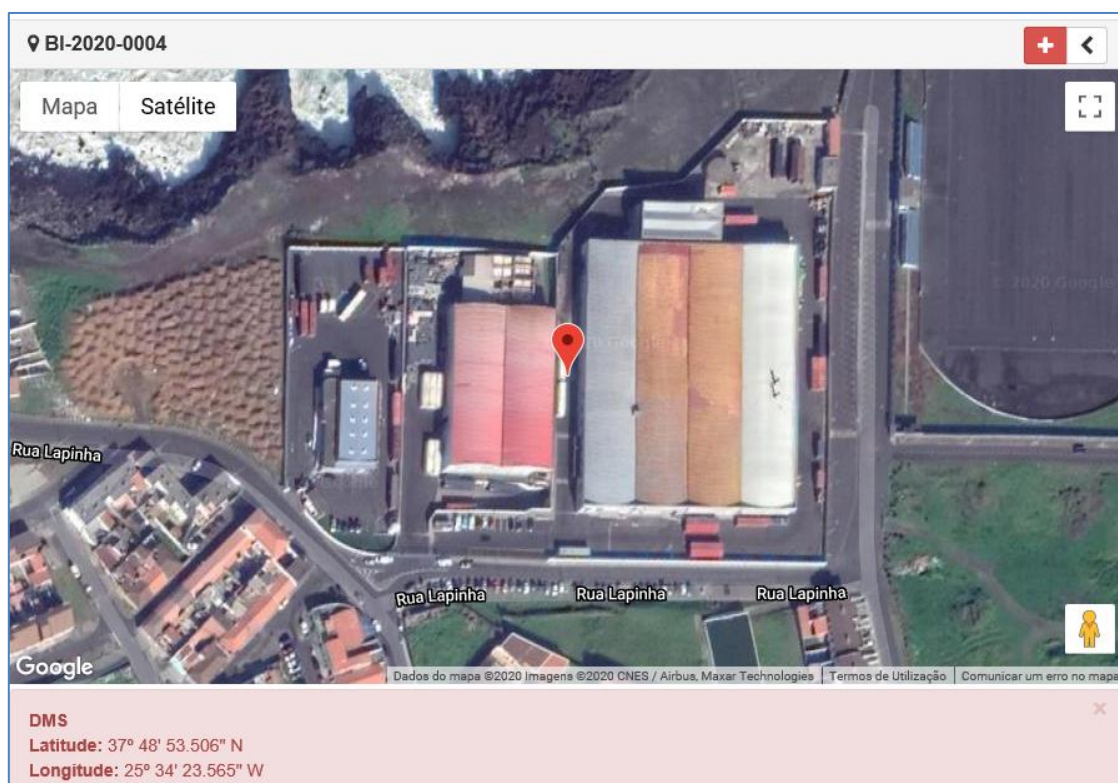 BI-2020-0004
Mapa Satélite
© 2020 Google
Rua Lapinha
Rua Lapinha Rua Lapinha Rua Lapinha
Google
Dados do mapa ©2020 Imagens ©2020 CNES / Airbus, Maxar Technologies Termos de Utilização Comunicar um erro no mapa
DMS
Latitude: 37º 48' 53.506" N
Longitude: 25º 34' 23.565" W